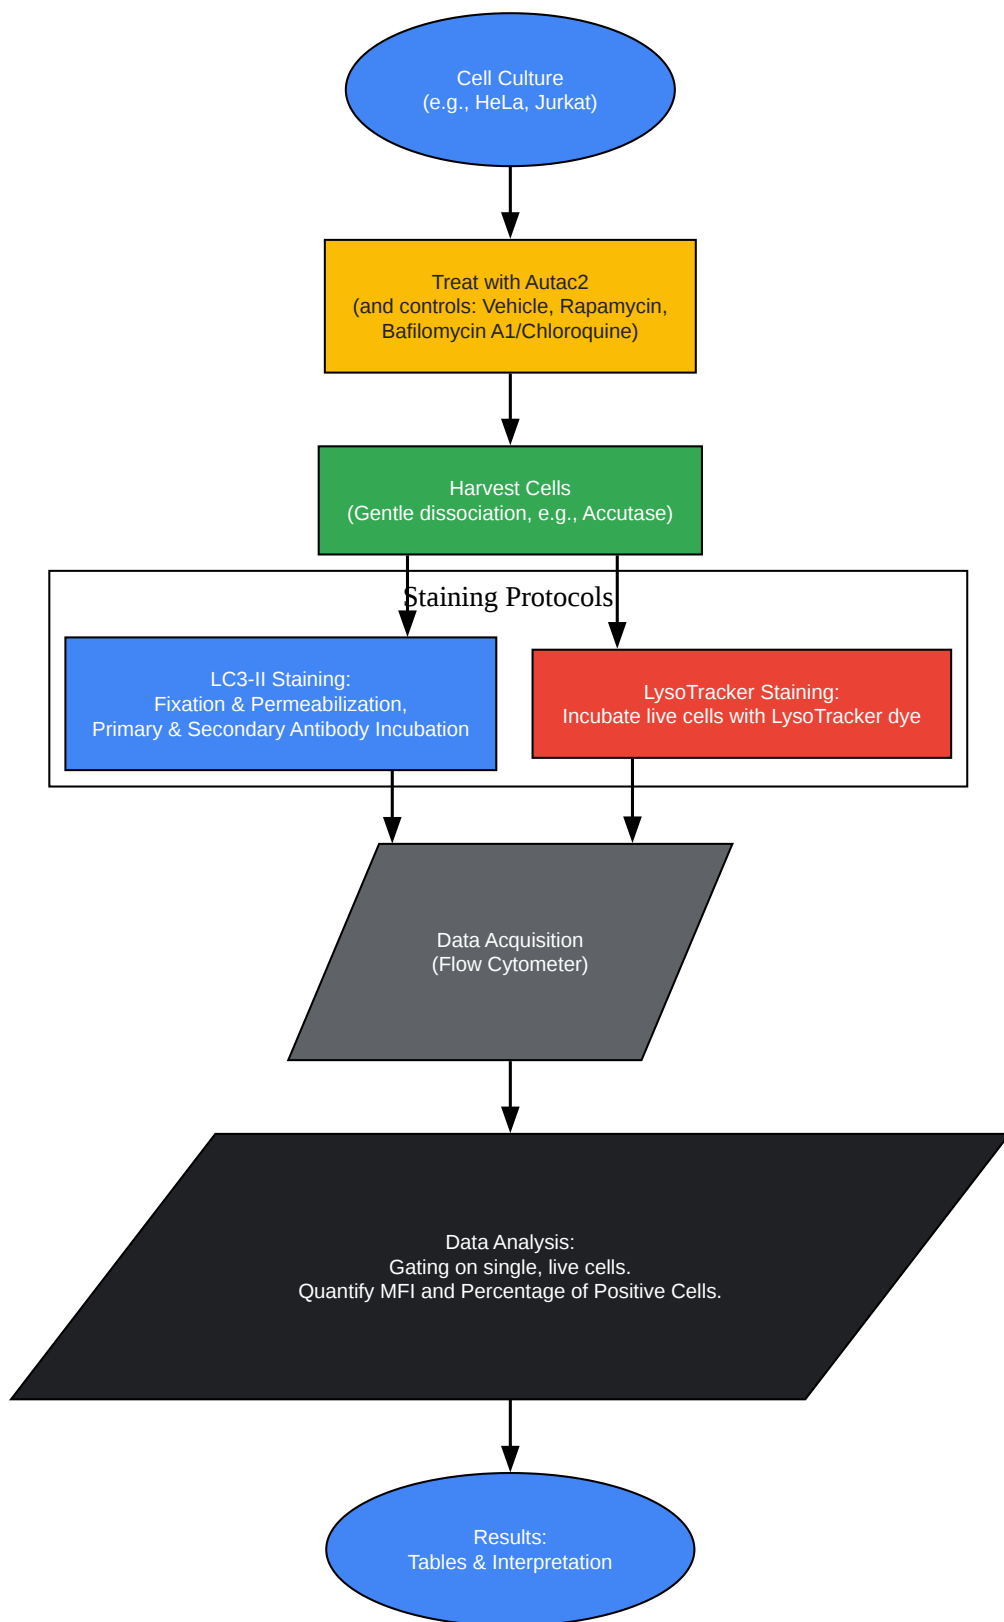 Cell Culture
(e.g., HeLa, Jurkat)
Treat with Autac2
(and controls: Vehicle, Rapamycin,
Bafilomycin A1/Chloroquine)
Harvest Cells
(Gentle dissociation, e.g., Accutase)
Staining Protocols
LC3-II Staining:
Fixation & Permeabilization,
Primary & Secondary Antibody Incubation
LysoTracker Staining:
Incubate live cells with LysoTracker dye
Data Acquisition
(Flow Cytometer)
Data Analysis:
Gating on single, live cells.
Quantify MFI and Percentage of Positive Cells.
Results:
Tables & Interpretation